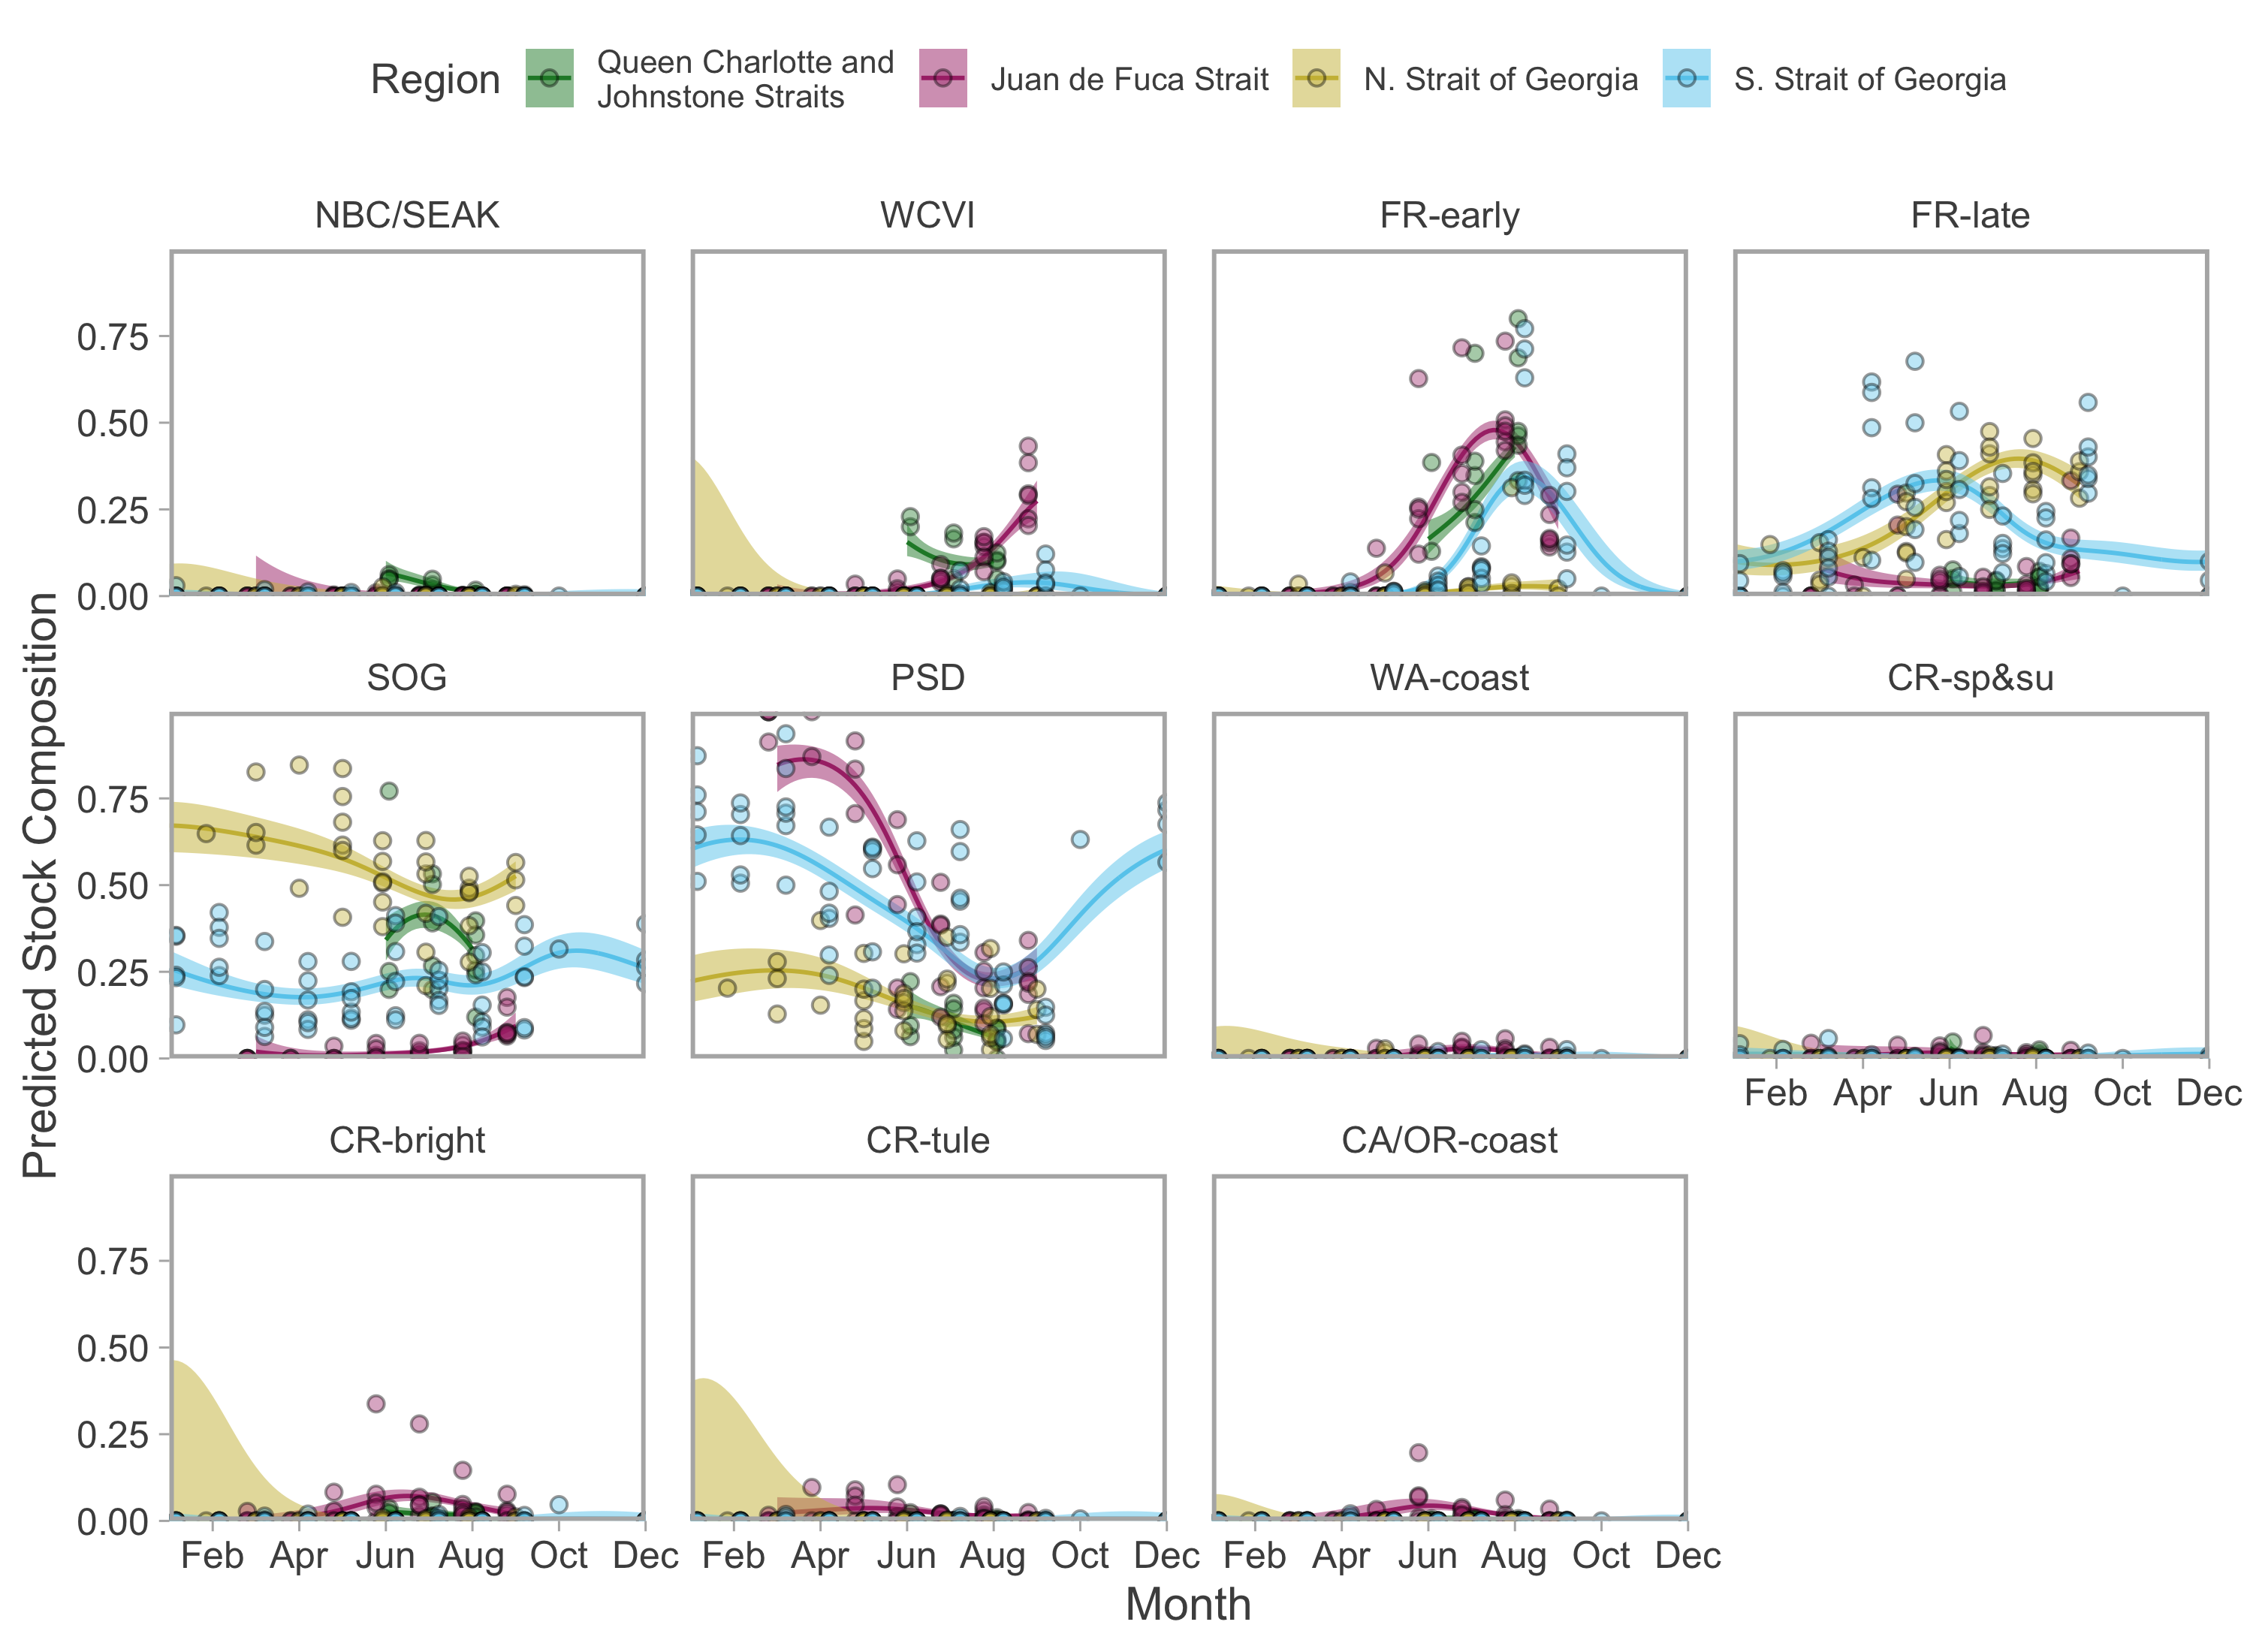 Region
Queen Charlotte and
Johnstone Straits
Juan de Fuca Strait
N. Strait of Georgia
S. Strait of Georgia
NBC/SEAK
WCVI
FR-early
FR-late
0.75
0.50
0.25
0.00
SOG
PSD
WA-coast
CR-sp&su
0.75
0.50
0.25
0.00
Feb Apr Jun Aug Oct Dec
CR-bright
CR-tule
CA/OR-coast
0.75
0.50
0.25
0.00
Feb Apr Jun Aug Oct Dec
Feb Apr Jun Aug Oct Dec
Feb Apr Jun Aug Oct Dec
Predicted Stock Composition
Month